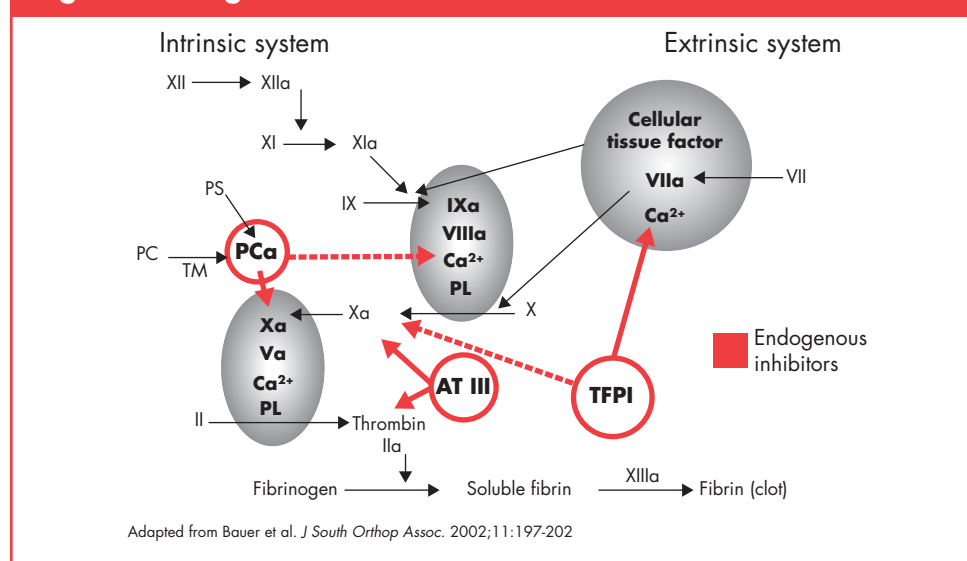 Intrinsic system
Extrinsic system
XII
XIIa
XI
XIa
Cellular
tissue factor
VIIa
VII
Ca²⁺
PS
IX
IXa
VIIIa
Ca²⁺
PL
PC
TM
PCa
Xa
X
Xa
Va
Ca²⁺
PL
Endogenous
inhibitors
AT III
TFPI
II
Thrombin
IIa
Fibrinogen
Soluble fibrin
XIIIa
Fibrin (clot)
Adapted from Bauer et al. J South Orthop Assoc. 2002;11:197-202